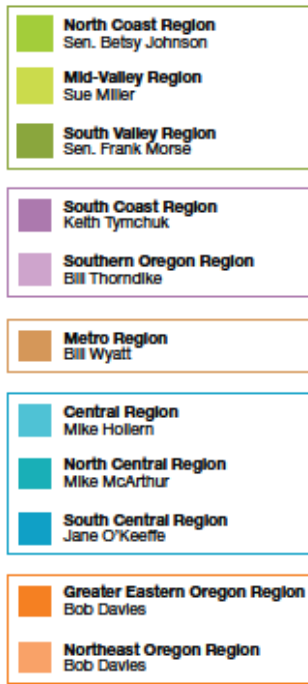 North Coast Region
Sen. Betsy Johnson
Mid-Valley Region
Sue Miller
South Valley Region
Sen. Frank Morse
South Coast Region
Keith Tymchuk
Southern Oregon Region
Bill Thorndike
Metro Region
Bill Wyatt
Central Region
Mike Hollern
North Central Region
Mike McArthur
South Central Region
Jane O'Keeffe
Greater Eastern Oregon Region
Bob Davies
Northeast Oregon Region
Bob Davies